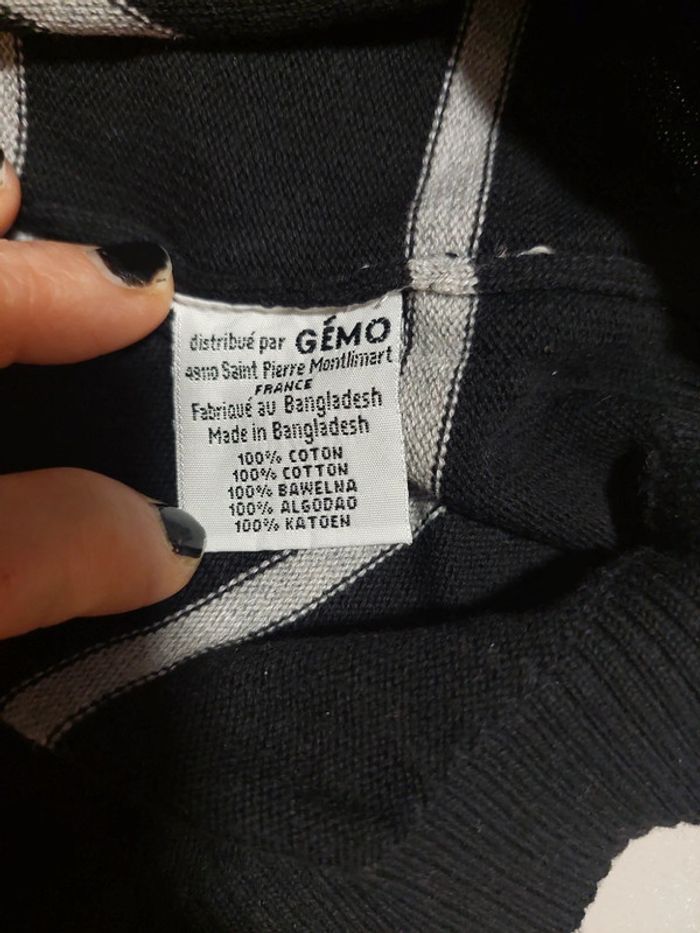 distribué par GÉMO
49110 Saint Pierre Montlimart
FRANCE
Fabriqué au Bangladesh
Made in Bangladesh
100% COTON
100% COTTON
100% BAWELNA
100% ALGODAO
100% KATOEN